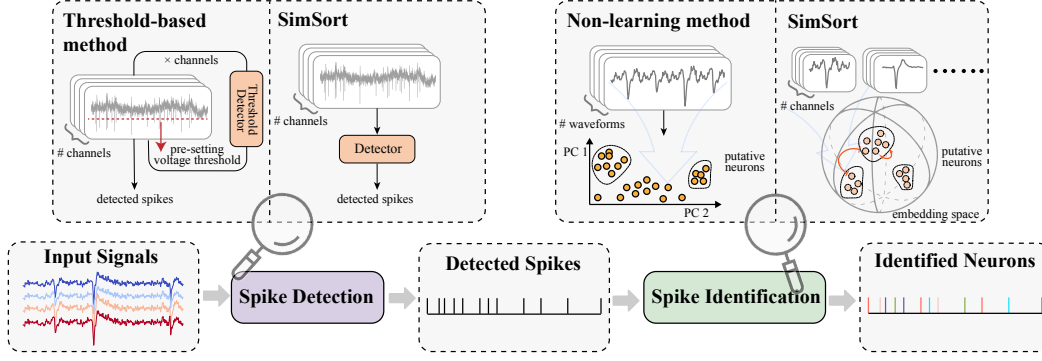 Threshold-based
method
SimSort
× channels
Threshold
Detector
# channels
pre-setting
voltage threshold
detected spikes
# channels
Detector
detected spikes
Non-learning method
SimSort
# waveforms
PC 1
putative
neurons
PC 2
# channels
putative
neurons
embedding space
Input Signals
Spike Detection
Detected Spikes
Spike Identification
Identified Neurons